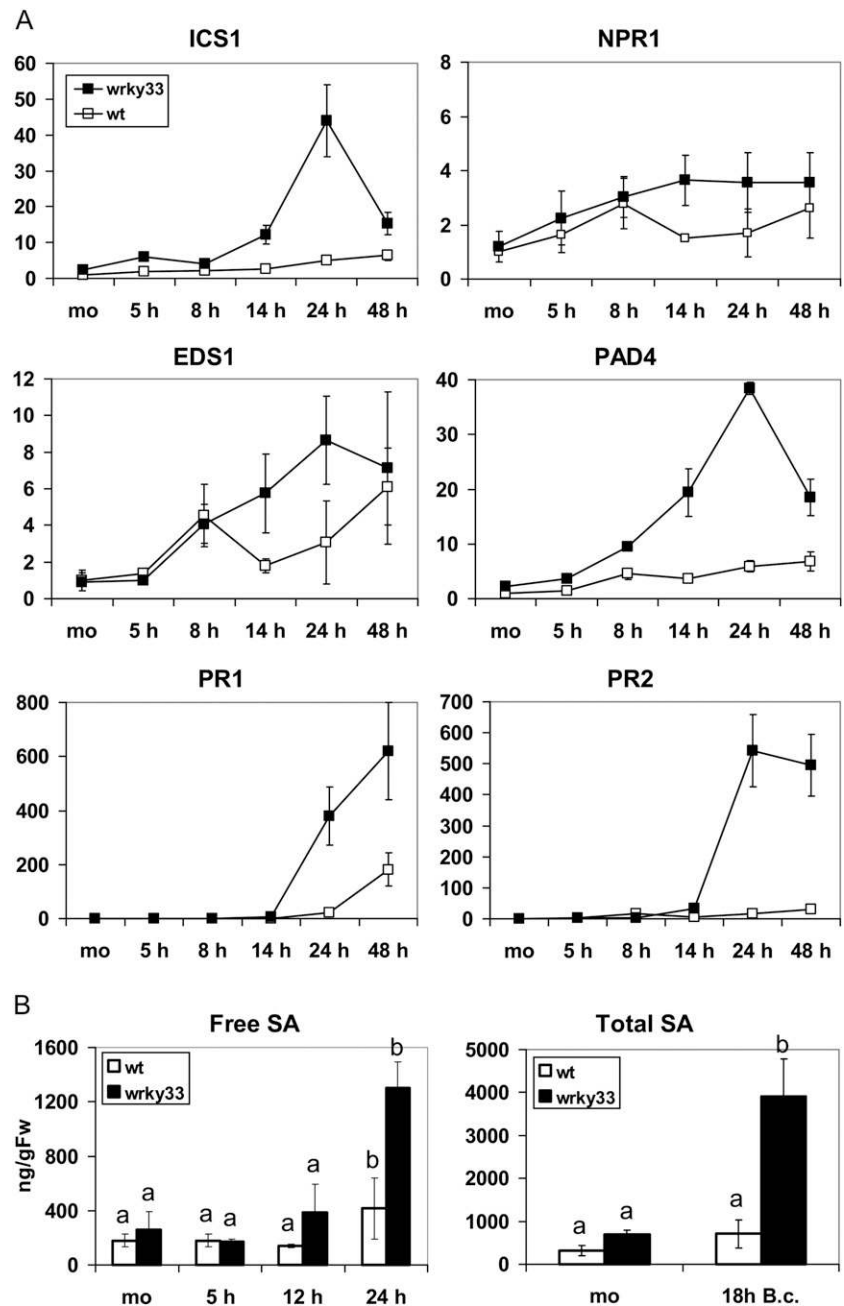 A
ICS1
60
50
40
30
20
10
0
wrky33
wt
mo 5 h 8 h 14 h 24 h 48 h
NPR1
8
6
4
2
0
mo 5 h 8 h 14 h 24 h 48 h
EDS1
12
10
8
6
4
2
0
mo 5 h 8 h 14 h 24 h 48 h
PAD4
40
30
20
10
0
mo 5 h 8 h 14 h 24 h 48 h
PR1
800
600
400
200
0
mo 5 h 8 h 14 h 24 h 48 h
PR2
700
600
500
400
300
200
100
0
mo 5 h 8 h 14 h 24 h 48 h
B
Free SA
ng/gFw
1600
1200
800
400
0
wt
wrky33
a a a a a a b b
mo 5 h 12 h 24 h
Total SA
5000
4000
3000
2000
1000
0
wt
wrky33
a a a b
mo 18h B.c.